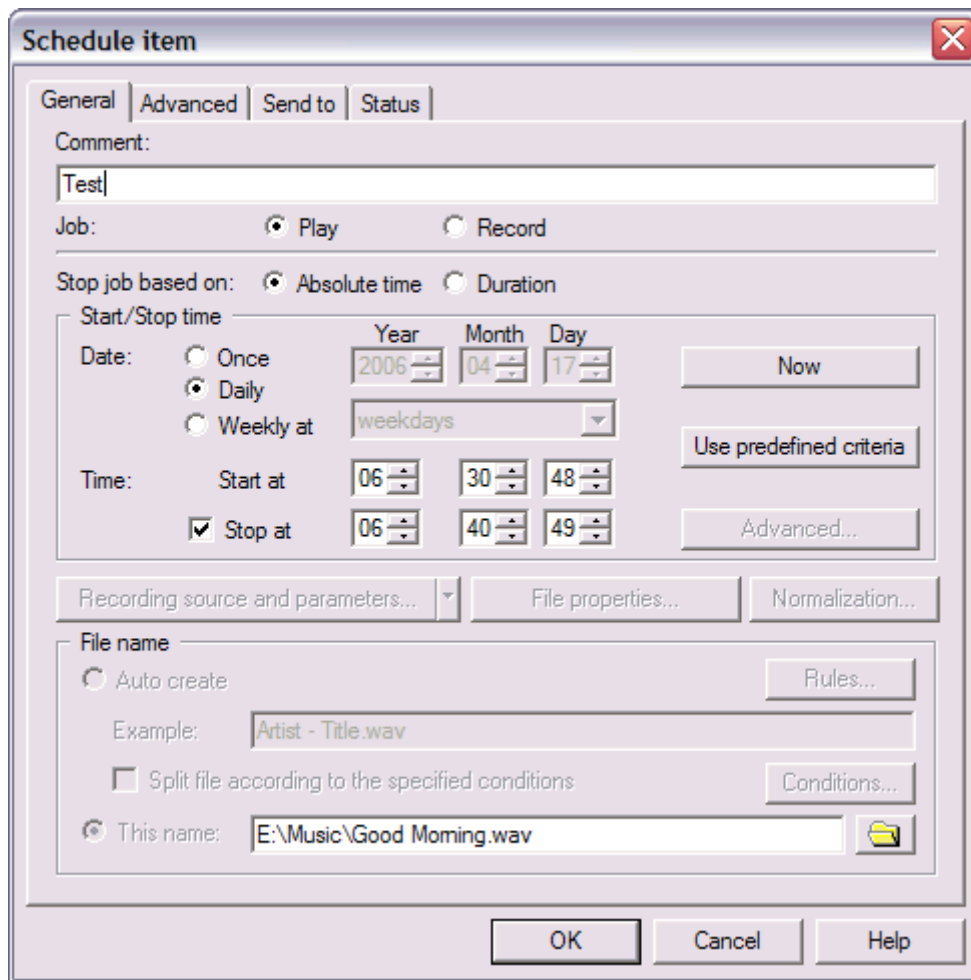 Schedule item
General Advanced Send to Status
Comment:
Test
Job: Play Record
Stop job based on: Absolute time Duration
Start/Stop time
Year Month Day
Date: Once 2006 04 17 Now
Daily
Weekly at weekdays
Use predefined criteria
Time: Start at 06 30 48
Stop at 06 40 49 Advanced...
Recording source and parameters... File properties... Normalization...
File name
Auto create Rules...
Example: Artist - Title.wav
Split file according to the specified conditions Conditions...
This name: E:\Music\Good Morning.wav
OK Cancel Help